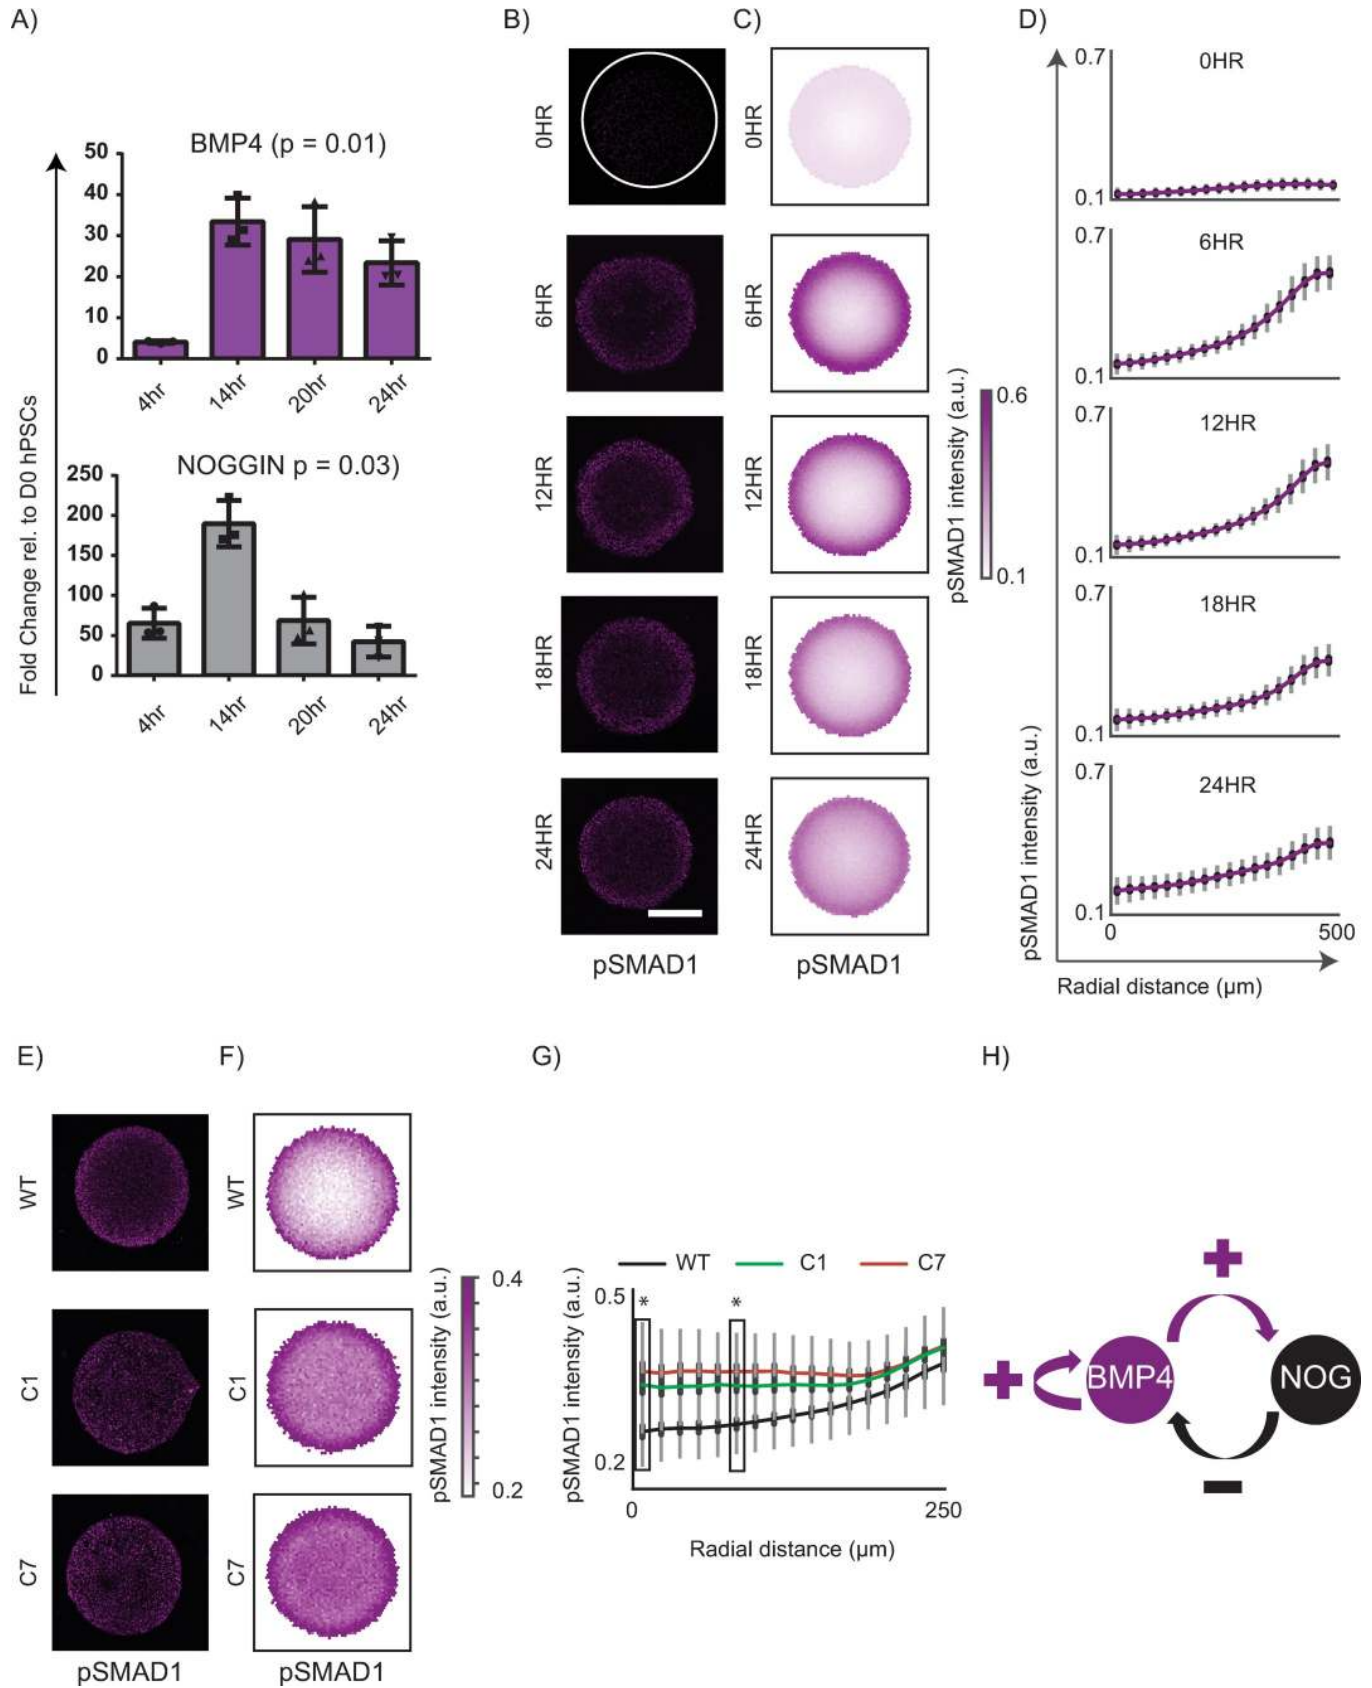 A)
B)
C)
D)
BMP4 (p = 0.01)
50
40
30
20
10
0
4hr
14hr
20hr
24hr
NOGGIN p = 0.03)
250
200
150
100
50
0
4hr
14hr
20hr
24hr
Fold Change rel. to D0 hPSCs
0HR
6HR
12HR
18HR
24HR
pSMAD1
0HR
6HR
12HR
18HR
24HR
pSMAD1
pSMAD1 intensity (a.u.)
0.6
0.1
0.7
0HR
0.1
0.7
6HR
0.1
0.7
12HR
0.1
0.7
18HR
0.1
0.7
24HR
0.1
0
500
pSMAD1 intensity (a.u.)
Radial distance (µm)
E)
F)
G)
H)
WT
C1
C7
pSMAD1
WT
C1
C7
pSMAD1
pSMAD1 intensity (a.u.)
0.4
0.2
WT
C1
C7
0.5
*
*
0.2
0
250
pSMAD1 intensity (a.u.)
Radial distance (µm)
+
+
BMP4
NOG
−